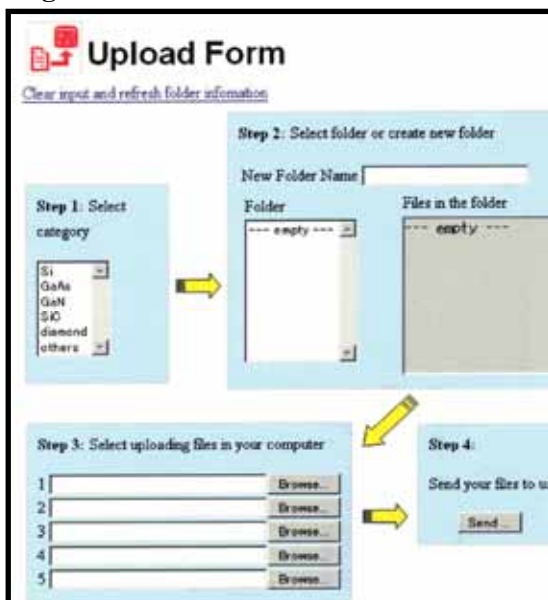 Upload Form
Clear input and refresh folder infomation
Step 1: Select
category
Si
GaAs
GaN
SiC
diamond
others
Step 2: Select folder or create new folder
New Folder Name
Folder
--- empty ---
Files in the folder
--- empty ---
Step 3: Select uploading files in your computer
1 Browse...
2 Browse...
3 Browse...
4 Browse...
5 Browse...
Step 4:
Send your files to
Send ...